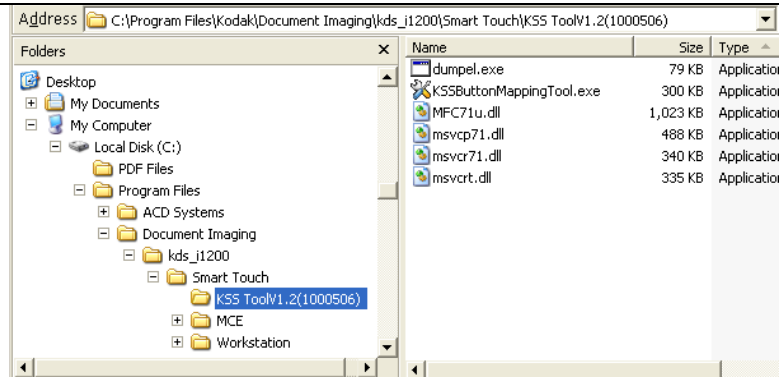 Address C:\Program Files\Kodak\Document Imaging\kds_i1200\Smart Touch\KSS ToolV1.2(1000506)
Folders
Desktop
My Documents
My Computer
Local Disk (C:)
PDF Files
Program Files
ACD Systems
Document Imaging
kds_i1200
Smart Touch
KSS ToolV1.2(1000506)
MCE
Workstation
Name Size Type
dumpel.exe 79 KB Application
KSSButtonMappingTool.exe 300 KB Application
MFC71u.dll 1,023 KB Application
msvcp71.dll 488 KB Application
msvcr71.dll 340 KB Application
msvcrt.dll 335 KB Application